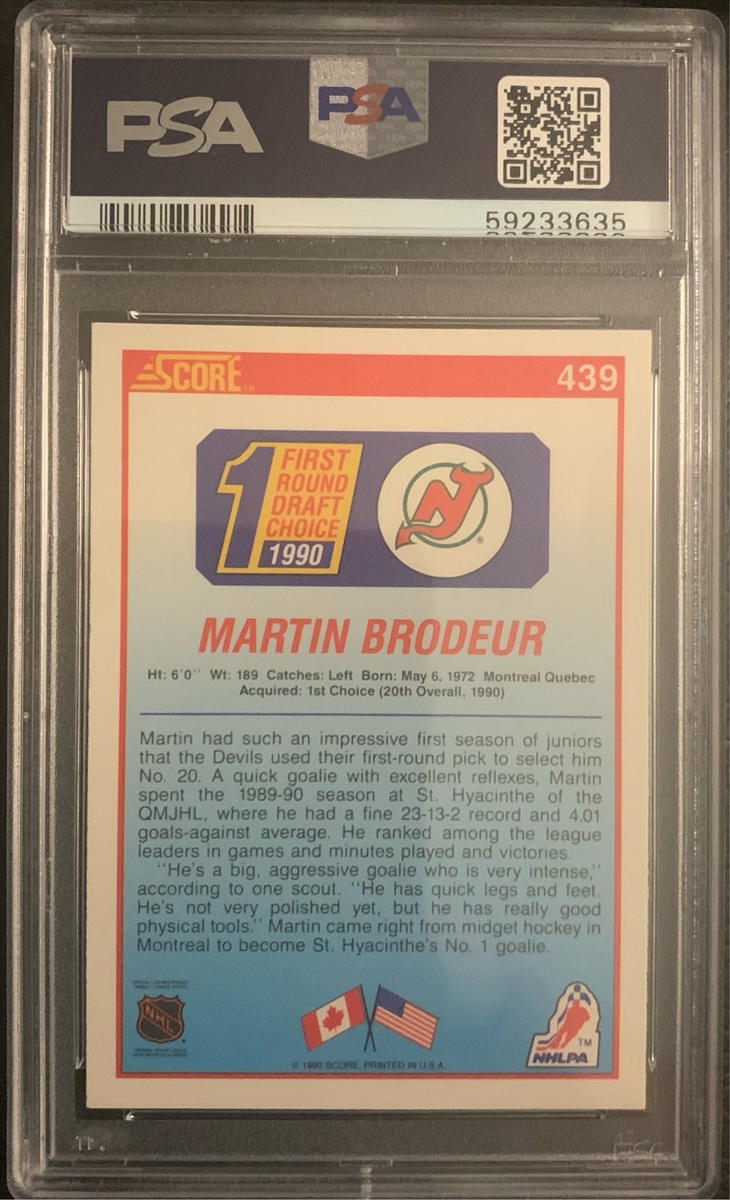 PSA
PSA
59233635
SCORE TM
439
1
FIRST
ROUND
DRAFT
CHOICE
1990
NJ ®
MARTIN BRODEUR
Ht: 6'0'' Wt: 189 Catches: Left Born: May 6, 1972 Montreal Quebec
Acquired: 1st Choice (20th Overall, 1990)
Martin had such an impressive first season of juniors
that the Devils used their first-round pick to select him
No. 20. A quick goalie with excellent reflexes, Martin
spent the 1989-90 season at St. Hyacinthe of the
QMJHL, where he had a fine 23-13-2 record and 4.01
goals-against average. He ranked among the league
leaders in games and minutes played and victories.
''He's a big, aggressive goalie who is very intense,''
according to one scout. ''He has quick legs and feet.
He's not very polished yet, but he has really good
physical tools.'' Martin came right from midget hockey in
Montreal to become St. Hyacinthe's No. 1 goalie.
NHL
TM
NHLPA
© 1990 SCORE, PRINTED IN U.S.A.